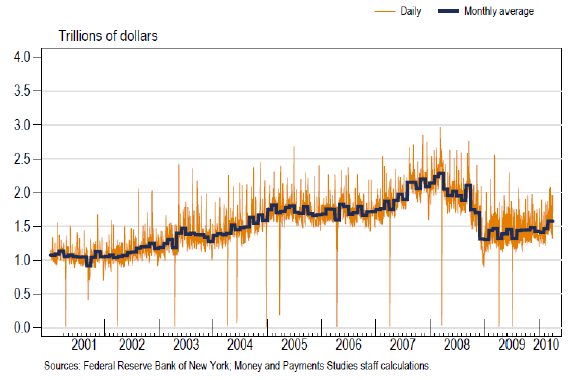 Daily Monthly average
Trillions of dollars
4.0
3.5
3.0
2.5
2.0
1.5
1.0
0.5
0.0
2001 2002 2003 2004 2005 2006 2007 2008 2009 2010
Sources: Federal Reserve Bank of New York; Money and Payments Studies staff calculations.